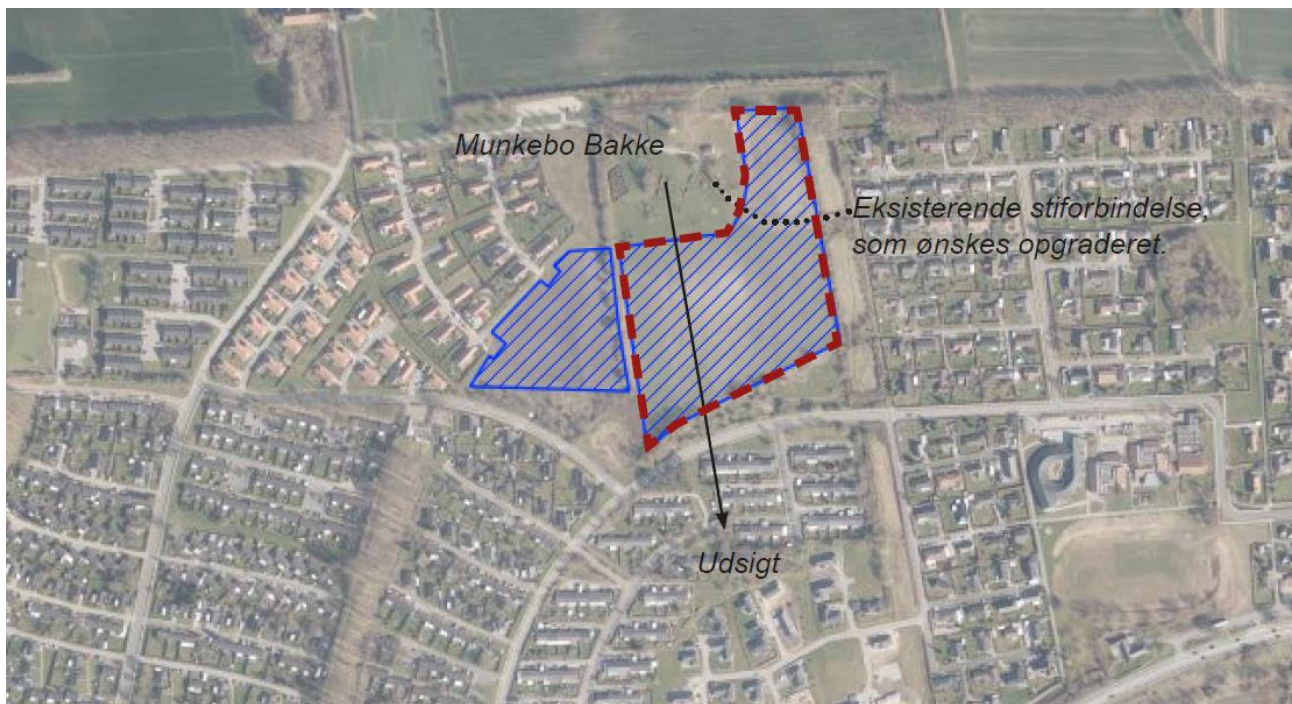 Munkebo Bakke
Eksisterende stiforbindelse,
som ønskes opgraderet.
Udsigt